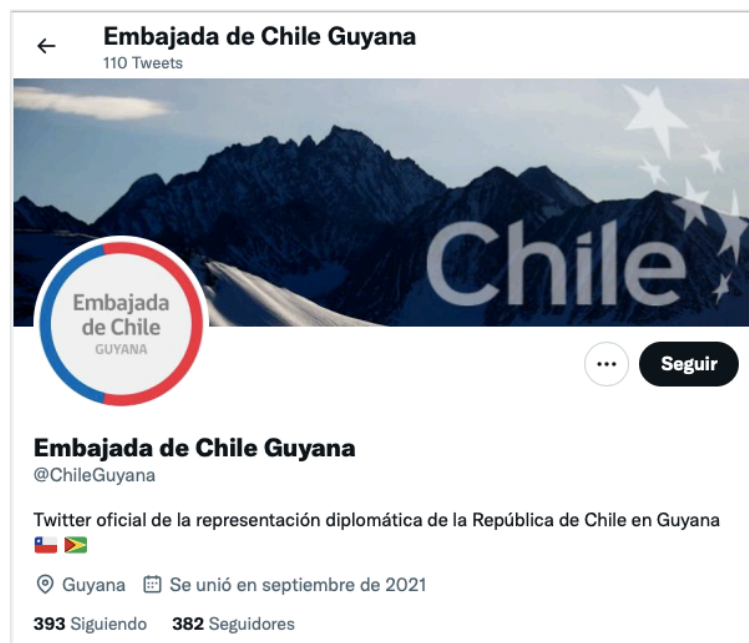 Embajada de Chile Guyana
110 Tweets
Chile
Embajada
de Chile
GUYANA
Seguir
Embajada de Chile Guyana
@ChileGuyana
Twitter oficial de la representación diplomática de la República de Chile en Guyana
🇨🇱 🇬🇾
Guyana Se unió en septiembre de 2021
393 Siguiendo 382 Seguidores